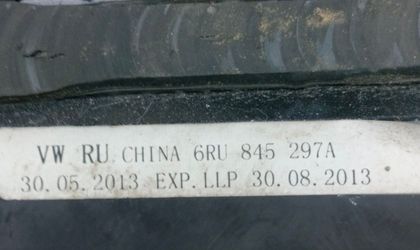 VW RU CHINA 6RU 845 297A
30.05.2013 EXP.LLP 30.08.2013